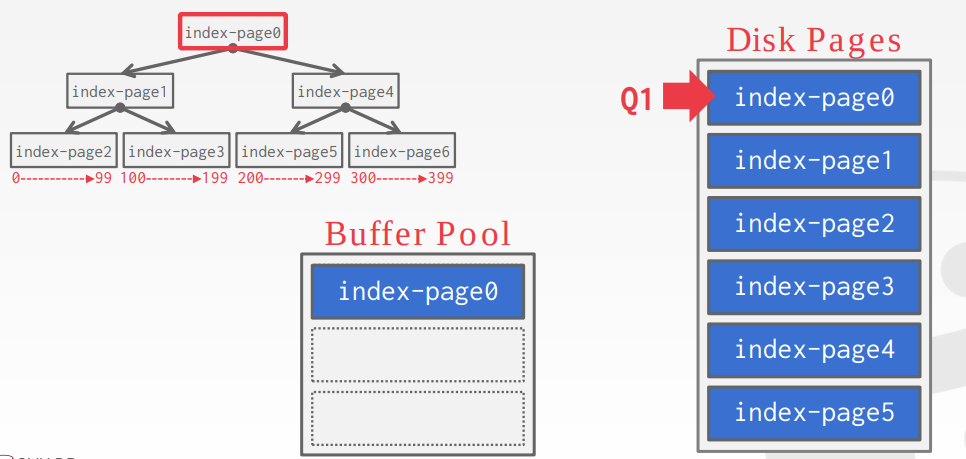 index-page0
index-page1
index-page4
index-page2
index-page3
index-page5
index-page6
0----------▸99
100-------▸199
200-------▸299
300-------▸399
Buffer Pool
index-page0
Disk Pages
Q1
index-page0
index-page1
index-page2
index-page3
index-page4
index-page5